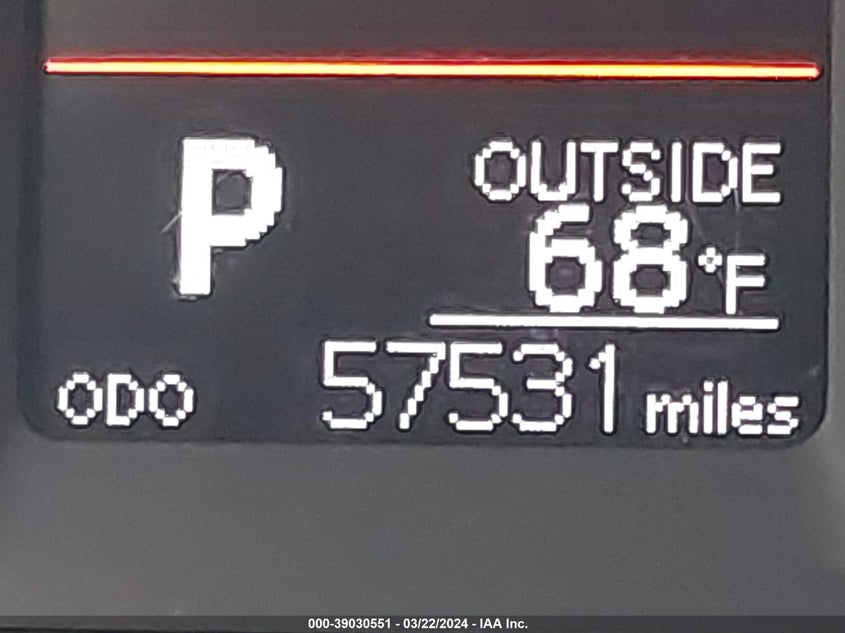 P
OUTSIDE
68°F
ODO 57531 miles
000-39030551 - 03/22/2024 - IAA Inc.